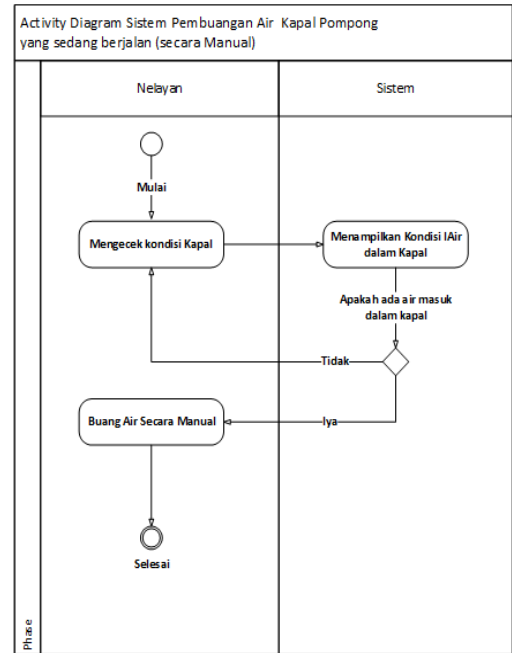 Activity Diagram Sistem Pembuangan Air Kapal Pompong
yang sedang berjalan (secara Manual)
Nelayan
Sistem
Mulai
Mengecek kondisi Kapal
Menampilkan Kondisi lAir
dalam Kapal
Apakah ada air masuk
dalam kapal
Tidak
Buang Air Secara Manual
Iya
Selesai
Phase